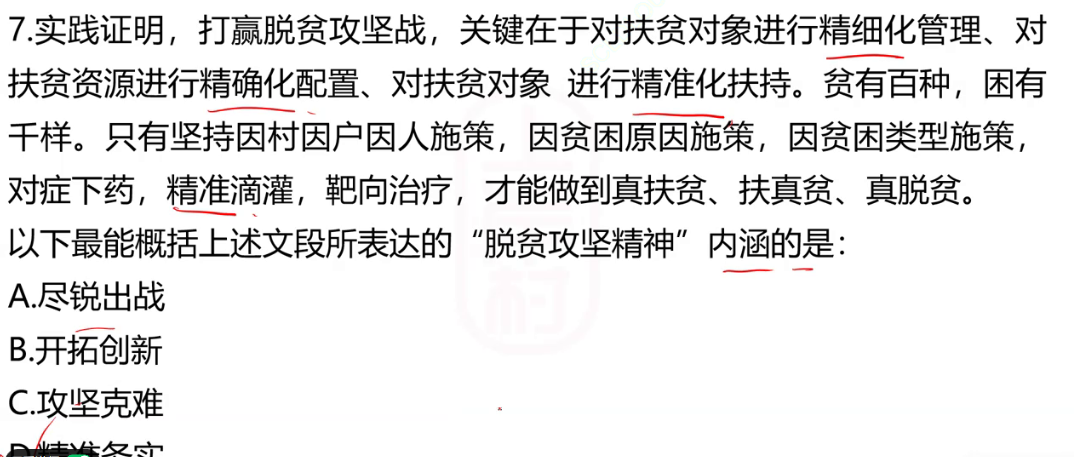 7.实践证明，打赢脱贫攻坚战，关键在于对扶贫对象进行精细化管理、对
扶贫资源进行精确化配置、对扶贫对象 进行精准化扶持。贫有百种，困有
千样。只有坚持因村因户因人施策，因贫困原因施策，因贫困类型施策，
对症下药，精准滴灌，靶向治疗，才能做到真扶贫、扶真贫、真脱贫。
以下最能概括上述文段所表达的“脱贫攻坚精神”内涵的是：
A.尽锐出战
B.开拓创新
C.攻坚克难
D.精准务实